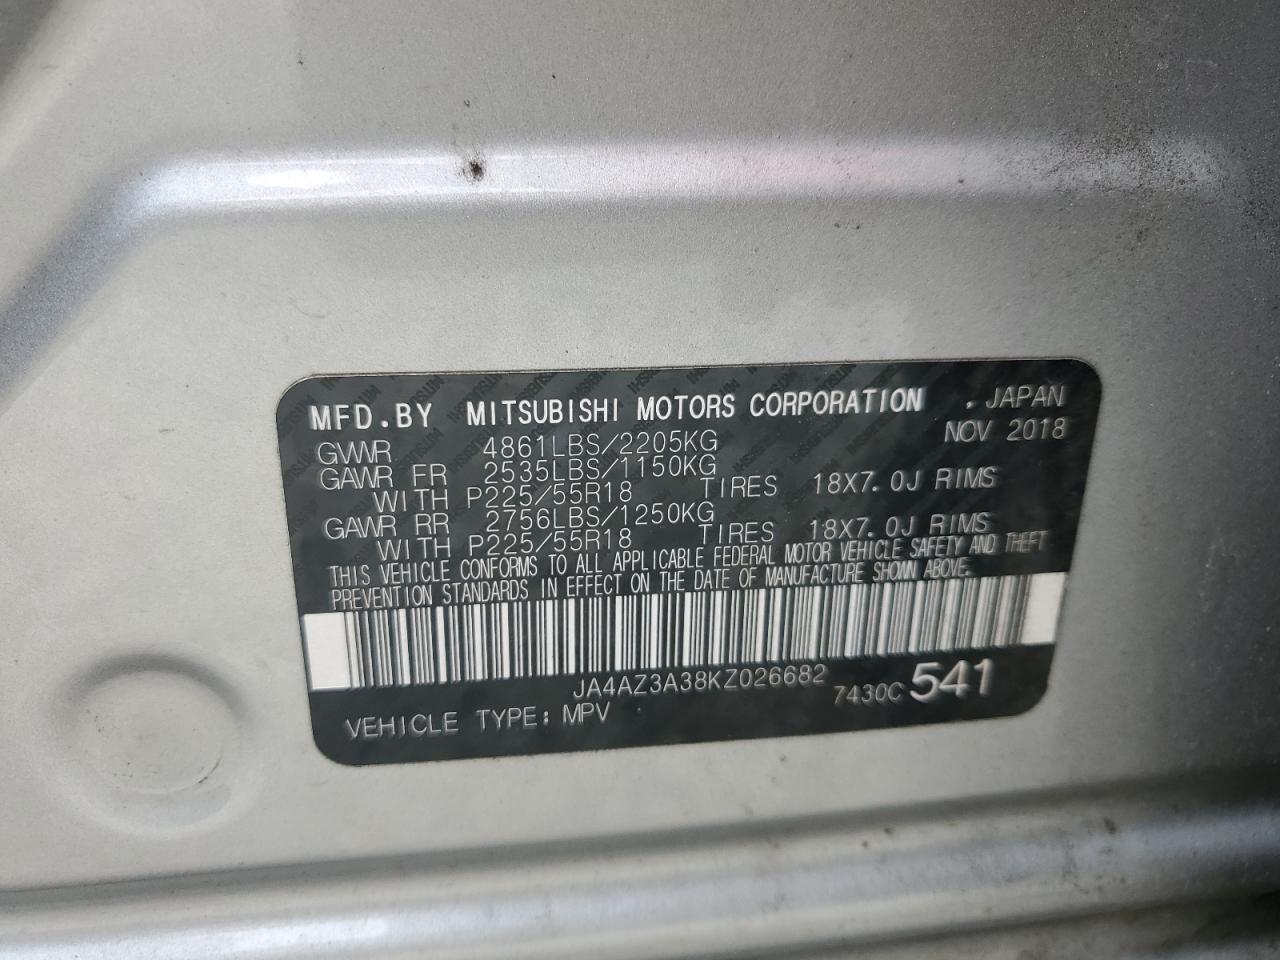 MFD.BY MITSUBISHI MOTORS CORPORATION . JAPAN
GVWR 4861LBS/2205KG NOV 2018
GAWR FR 2535LBS/1150KG
WITH P225/55R18 TIRES 18X7.0J RIMS
GAWR RR 2756LBS/1250KG
WITH P225/55R18 TIRES 18X7.0J RIMS
THIS VEHICLE CONFORMS TO ALL APPLICABLE FEDERAL MOTOR VEHICLE SAFETY AND THEFT
PREVENTION STANDARDS IN EFFECT ON THE DATE OF MANUFACTURE SHOWN ABOVE.
JA4AZ3A38KZ026682 7430C 541
VEHICLE TYPE: MPV